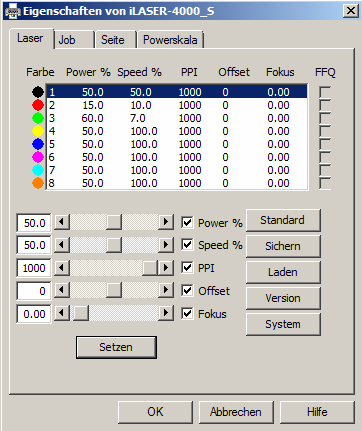 Eigenschaften von iLASER-4000_S
Laser Job Seite Powerskala
Farbe Power % Speed % PPI Offset Fokus FFQ
1 50.0 50.0 1000 0 0.00
2 15.0 10.0 1000 0 0.00
3 60.0 7.0 1000 0 0.00
4 50.0 100.0 1000 0 0.00
5 50.0 100.0 1000 0 0.00
6 50.0 100.0 1000 0 0.00
7 50.0 100.0 1000 0 0.00
8 50.0 100.0 1000 0 0.00
50.0 Power % Standard
50.0 Speed % Sichern
1000 PPI Laden
0 Offset Version
0.00 Fokus System
Setzen
OK Abbrechen Hilfe